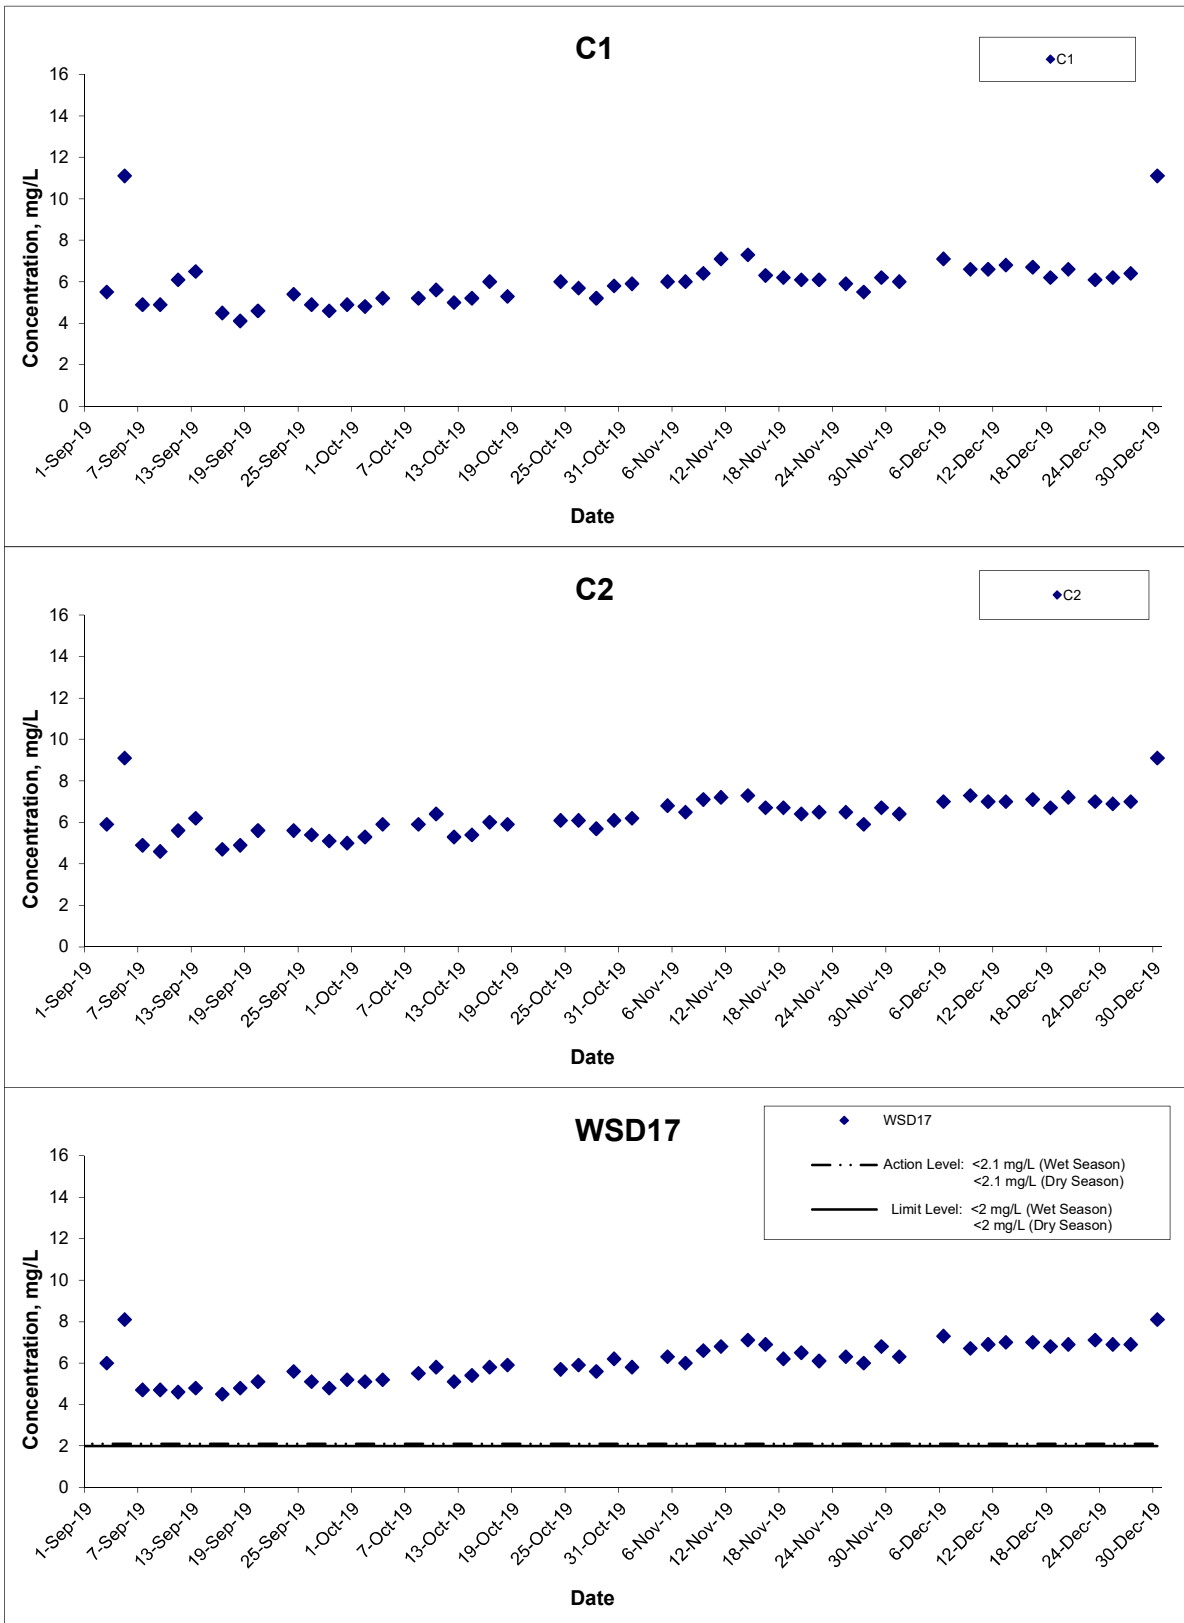 C1
C1
16
14
12
10
8
6
4
2
0
Concentration, mg/L
1-Sep-19
7-Sep-19
13-Sep-19
19-Sep-19
25-Sep-19
1-Oct-19
7-Oct-19
13-Oct-19
19-Oct-19
25-Oct-19
31-Oct-19
6-Nov-19
12-Nov-19
18-Nov-19
24-Nov-19
30-Nov-19
6-Dec-19
12-Dec-19
18-Dec-19
24-Dec-19
30-Dec-19
Date
C2
C2
16
14
12
10
8
6
4
2
0
Concentration, mg/L
1-Sep-19
7-Sep-19
13-Sep-19
19-Sep-19
25-Sep-19
1-Oct-19
7-Oct-19
13-Oct-19
19-Oct-19
25-Oct-19
31-Oct-19
6-Nov-19
12-Nov-19
18-Nov-19
24-Nov-19
30-Nov-19
6-Dec-19
12-Dec-19
18-Dec-19
24-Dec-19
30-Dec-19
Date
WSD17
WSD17
Action Level: <2.1 mg/L (Wet Season)
<2.1 mg/L (Dry Season)
Limit Level: <2 mg/L (Wet Season)
<2 mg/L (Dry Season)
16
14
12
10
8
6
4
2
0
Concentration, mg/L
1-Sep-19
7-Sep-19
13-Sep-19
19-Sep-19
25-Sep-19
1-Oct-19
7-Oct-19
13-Oct-19
19-Oct-19
25-Oct-19
31-Oct-19
6-Nov-19
12-Nov-19
18-Nov-19
24-Nov-19
30-Nov-19
6-Dec-19
12-Dec-19
18-Dec-19
24-Dec-19
30-Dec-19
Date